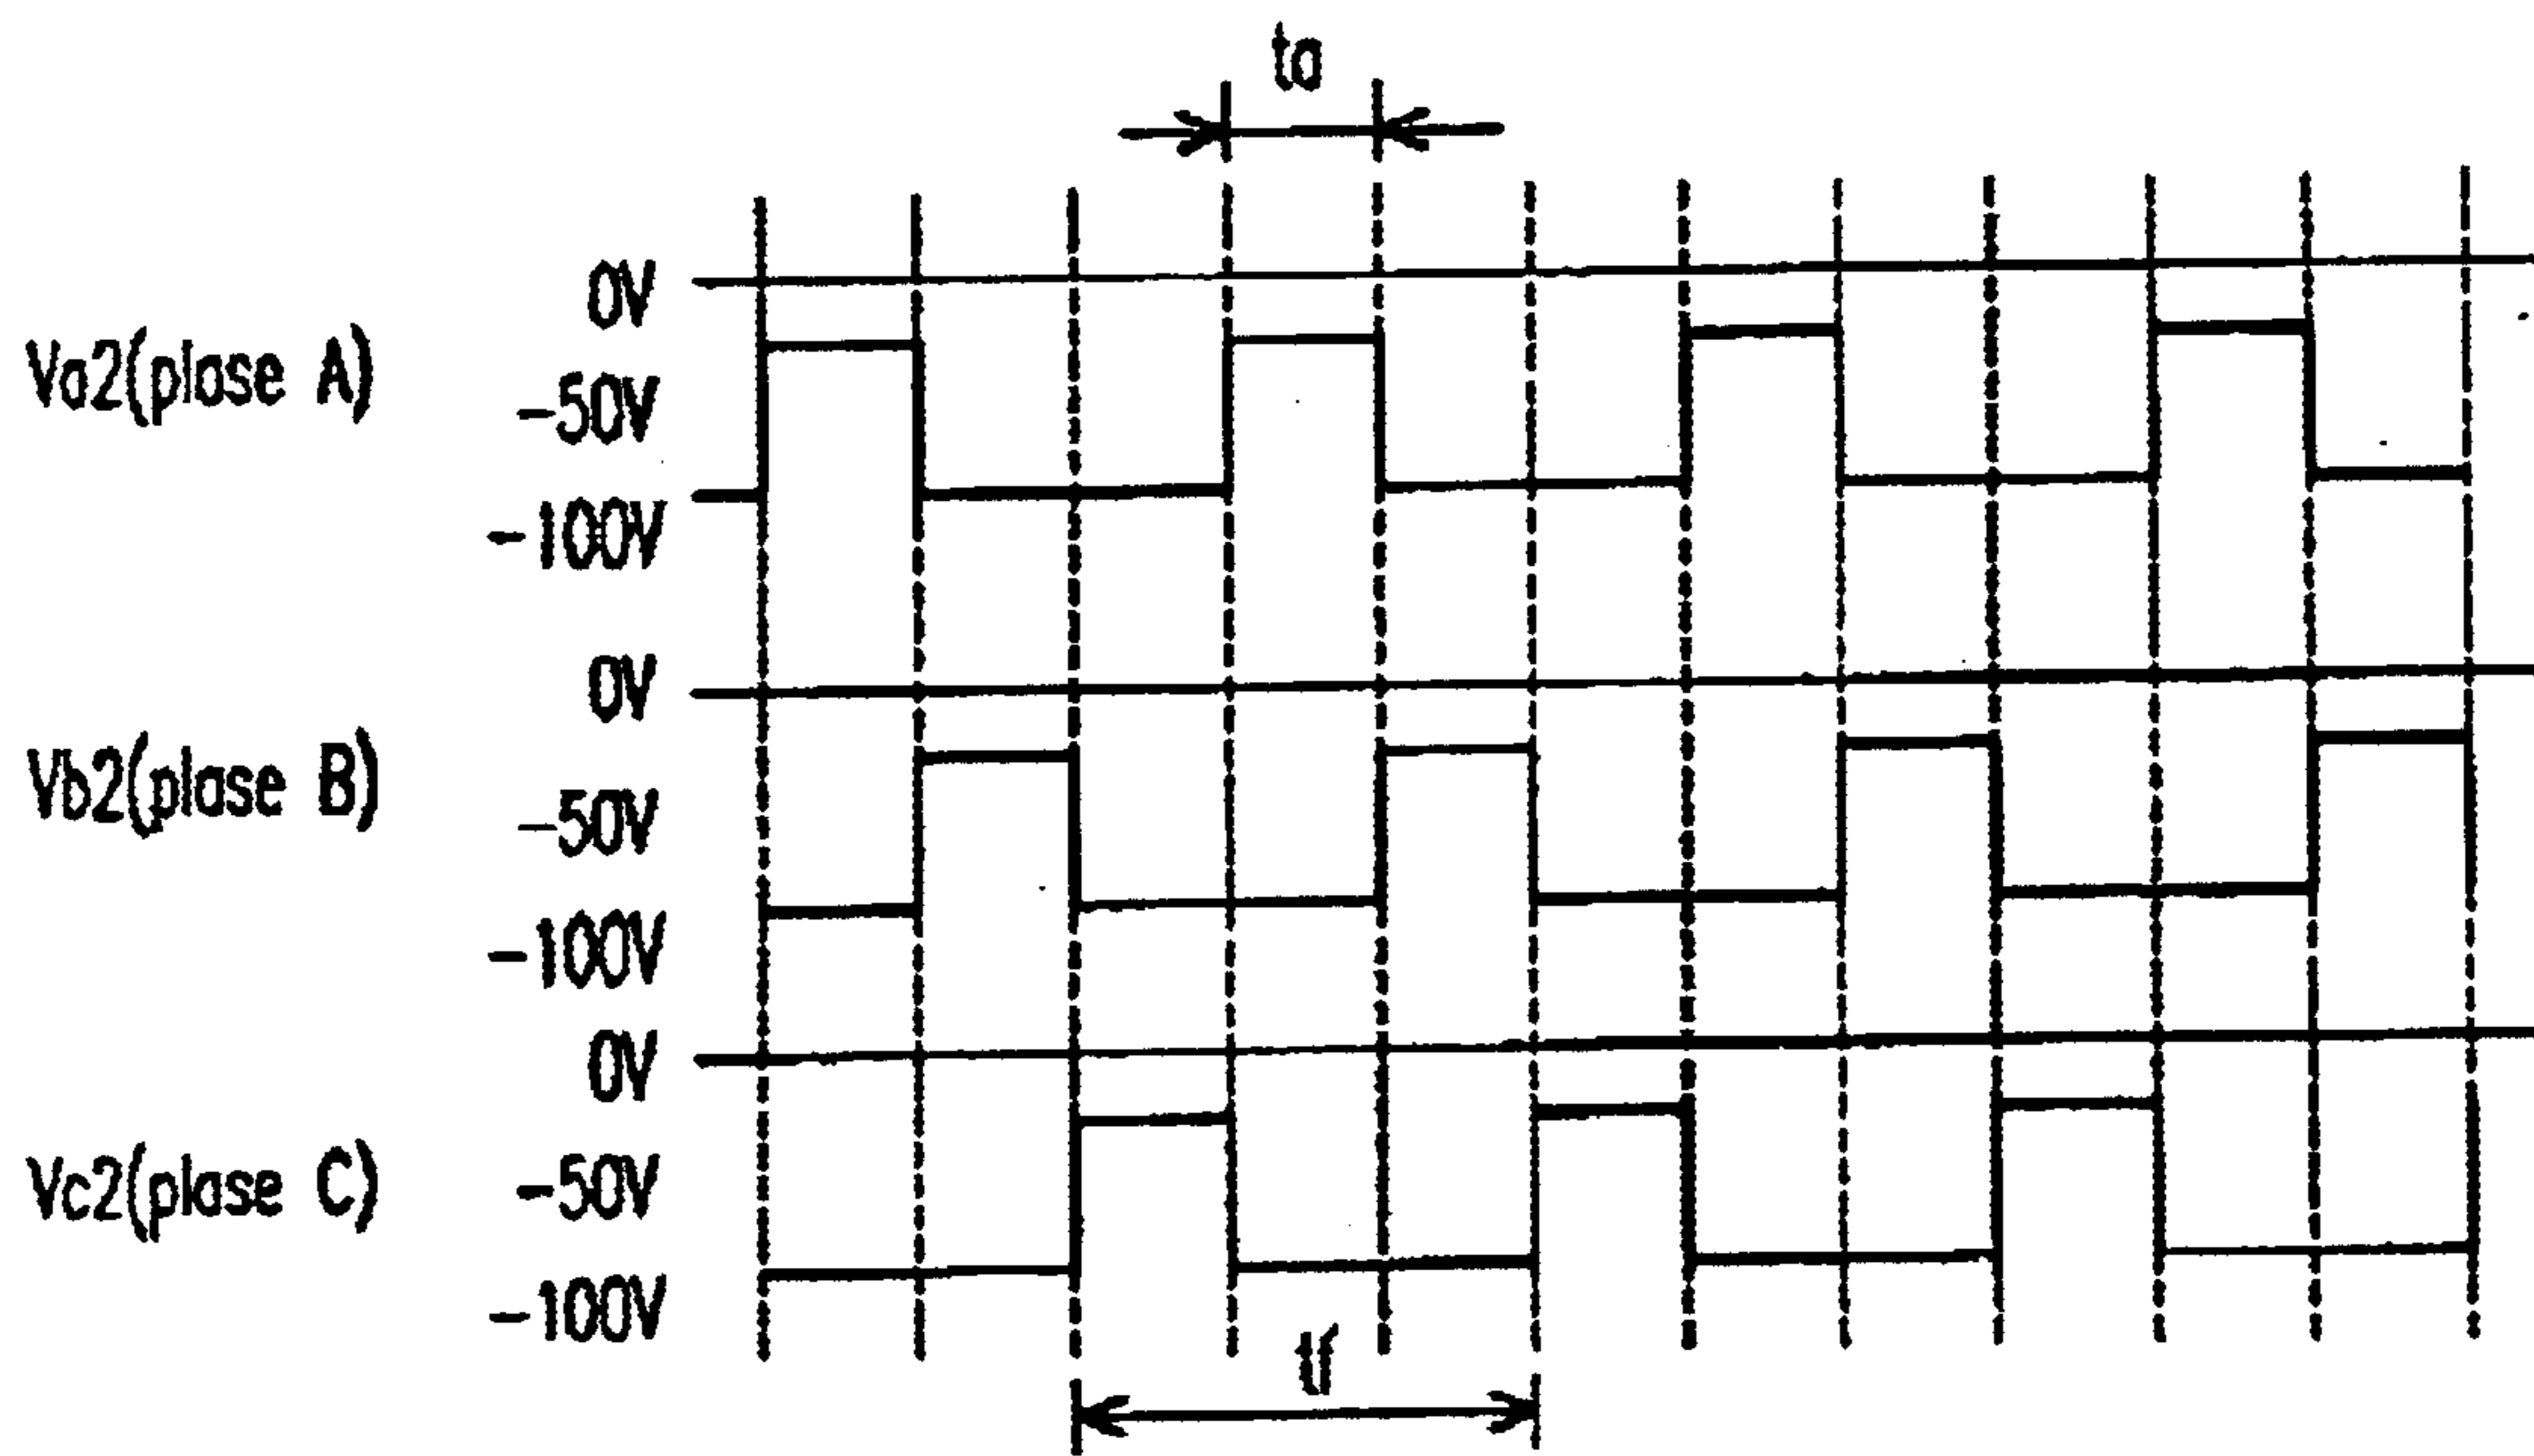 ta
0V
Va2(plase A)
-50V
-100V
0V
Vb2(plase B)
-50V
-100V
0V
Vc2(plase C)
-50V
-100V
tf